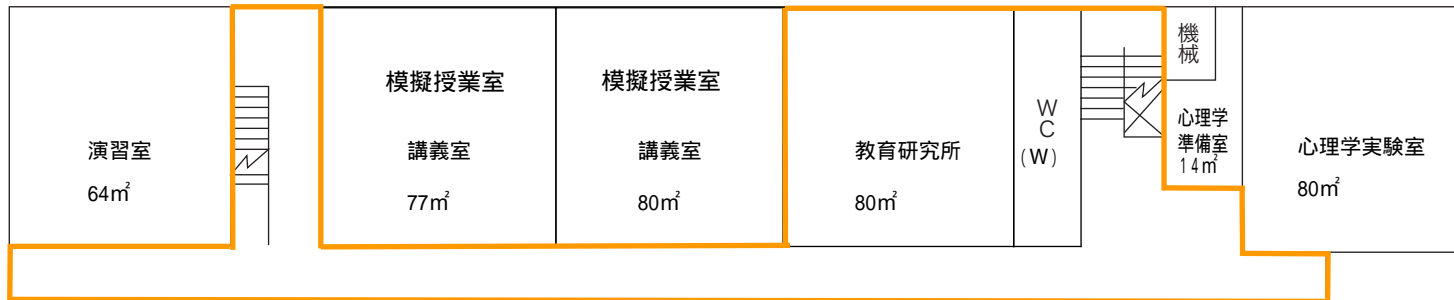 演習室
64㎡
模擬授業室
講義室
77㎡
模擬授業室
講義室
80㎡
教育研究所
80㎡
WC
(W)
機械
心理学
準備室
14㎡
心理学実験室
80㎡